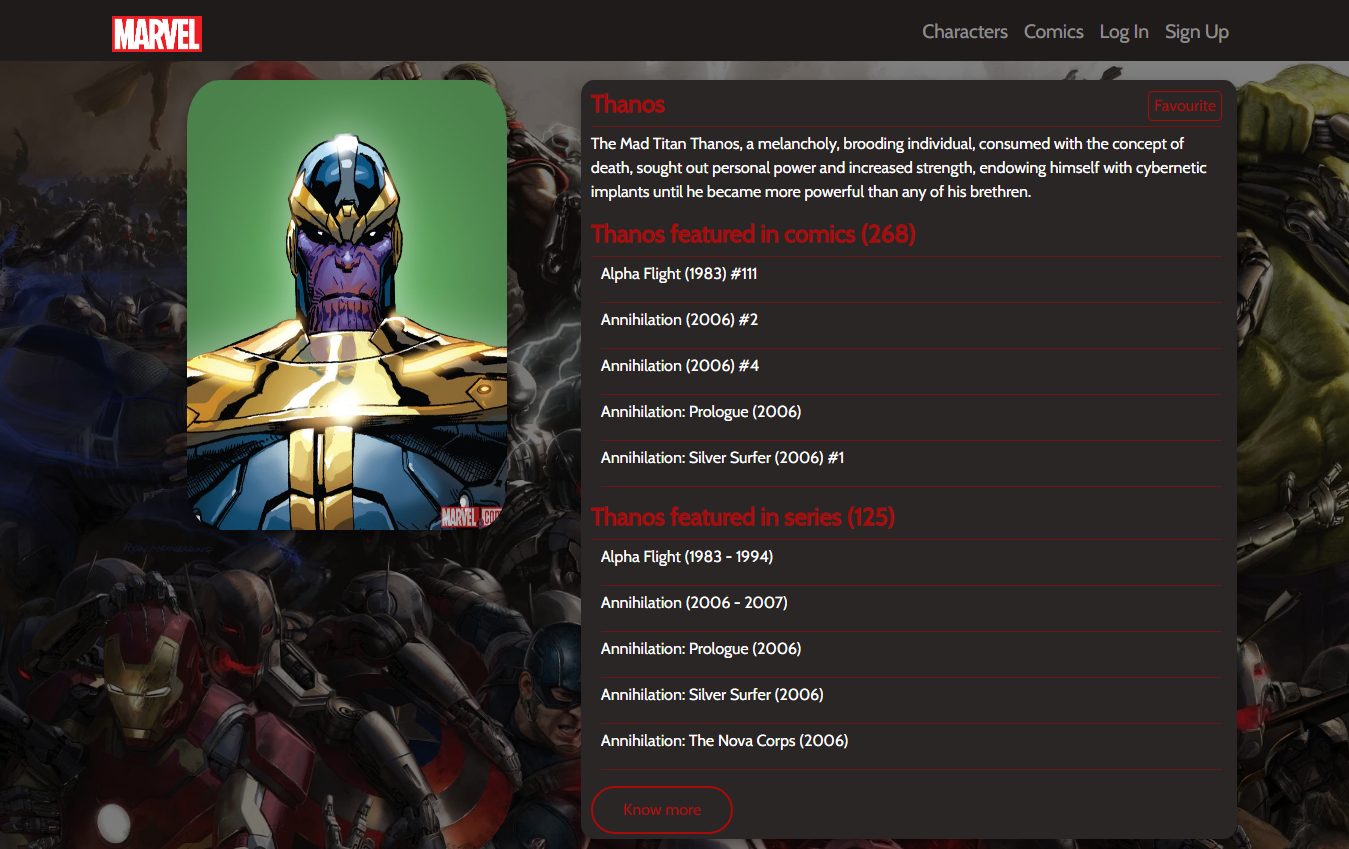 MARVEL
Characters Comics Log In Sign Up
MARVEL
Thanos
Favourite
The Mad Titan Thanos, a melancholy, brooding individual, consumed with the concept of
death, sought out personal power and increased strength, endowing himself with cybernetic
implants until he became more powerful than any of his brethren.
Thanos featured in comics (268)
Alpha Flight (1983) #111
Annihilation (2006) #2
Annihilation (2006) #4
Annihilation: Prologue (2006)
Annihilation: Silver Surfer (2006) #1
Thanos featured in series (125)
Alpha Flight (1983 - 1994)
Annihilation (2006 - 2007)
Annihilation: Prologue (2006)
Annihilation: Silver Surfer (2006)
Annihilation: The Nova Corps (2006)
Know more